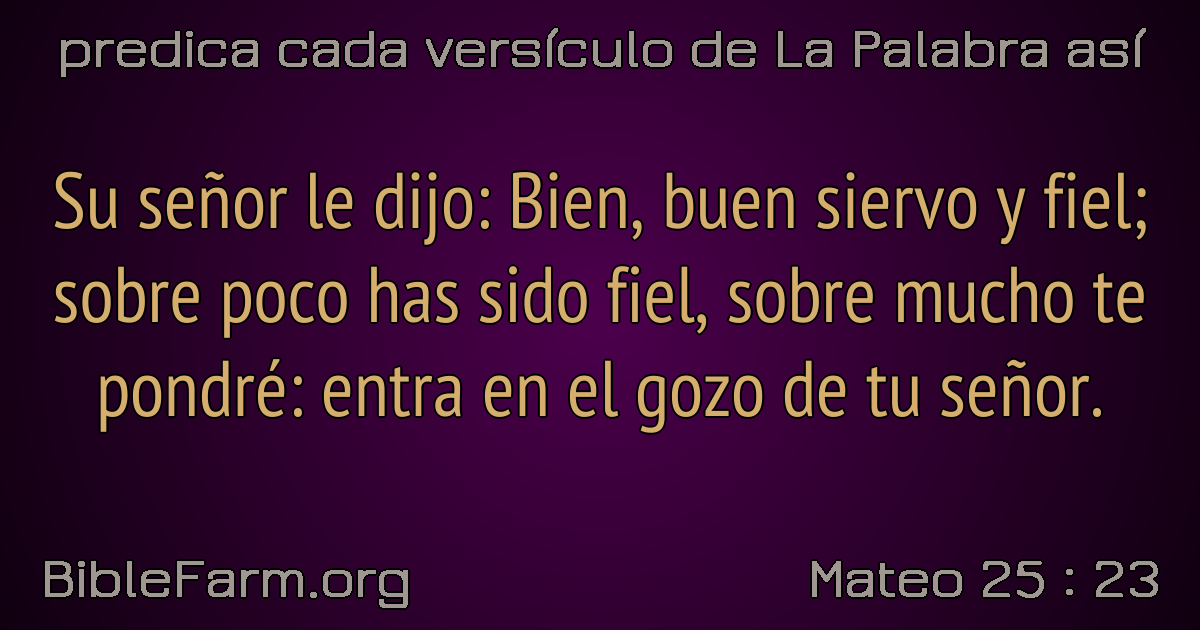 predica cada versículo de La Palabra así
Su señor le dijo: Bien, buen siervo y fiel;
sobre poco has sido fiel, sobre mucho te
pondré: entra en el gozo de tu señor.
BibleFarm.org
Mateo 25 : 23